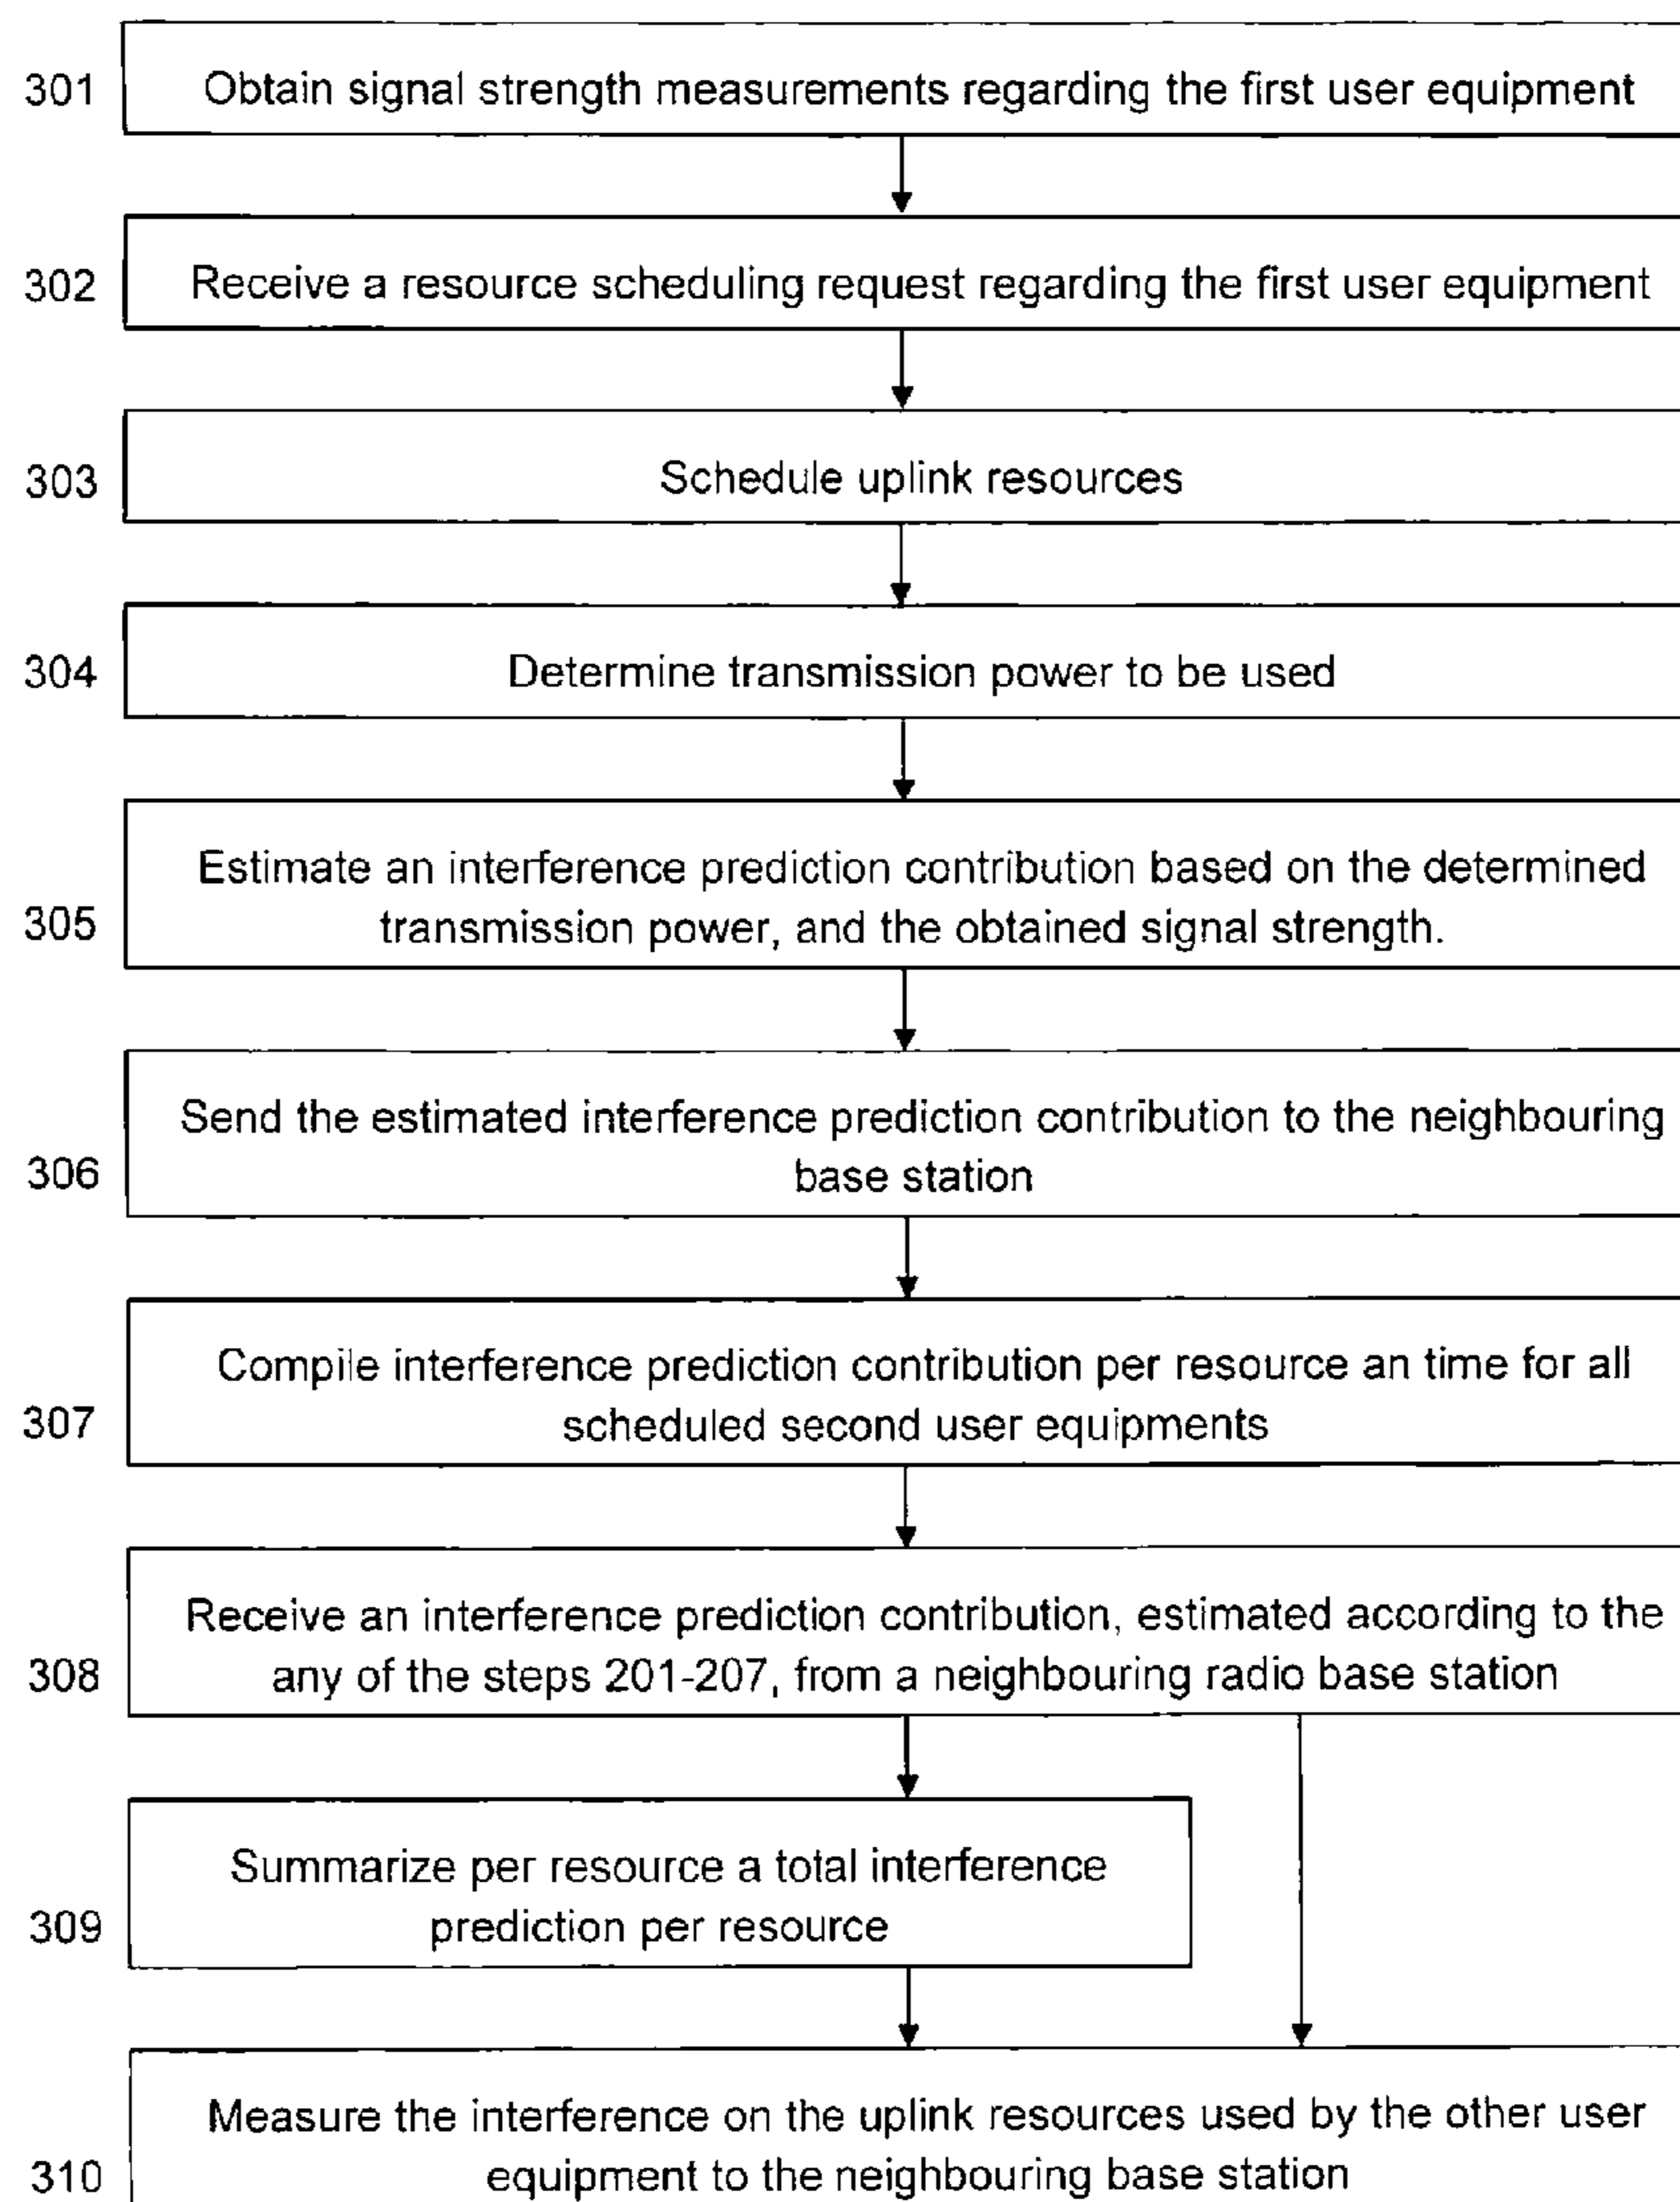 301 Obtain signal strength measurements regarding the first user equipment
302 Receive a resource scheduling request regarding the first user equipment
303 Schedule uplink resources
304 Determine transmission power to be used
Estimate an interference prediction contribution based on the determined
305 transmission power, and the obtained signal strength.
Send the estimated interference prediction contribution to the neighbouring
306 base station
Compile interference prediction contribution per resource an time for all
307 scheduled second user equipments
Receive an interference prediction contribution, estimated according to the
308 any of the steps 201-207, from a neighbouring radio base station
Summarize per resource a total interference
309 prediction per resource
Measure the interference on the uplink resources used by the other user
310 equipment to the neighbouring base station